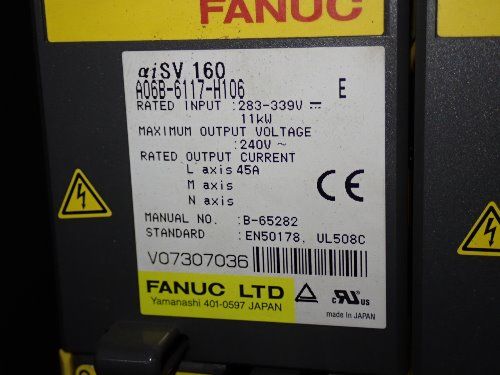 FANUC
αiSV 160
A06B-6117-H106 E
RATED INPUT :283-339V ⎓
11kW
MAXIMUM OUTPUT VOLTAGE
:240V ~
RATED OUTPUT CURRENT
L axis 45A
M axis
N axis
CE
MANUAL NO. :B-65282
STANDARD :EN50178, UL508C
V07307036
FANUC LTD
Yamanashi 401-0597 JAPAN
c RU US
made in JAPAN